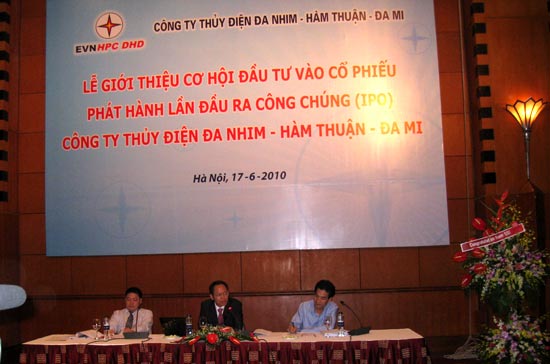 CÔNG TY THỦY ĐIỆN ĐA NHIM - HÀM THUẬN - ĐA MI
EVNHPC DHD
LỄ GIỚI THIỆU CƠ HỘI ĐẦU TƯ VÀO CỔ PHIẾU
PHÁT HÀNH LẦN ĐẦU RA CÔNG CHÚNG (IPO)
CÔNG TY THỦY ĐIỆN ĐA NHIM - HÀM THUẬN - ĐA MI
Hà Nội, 17-6-2010